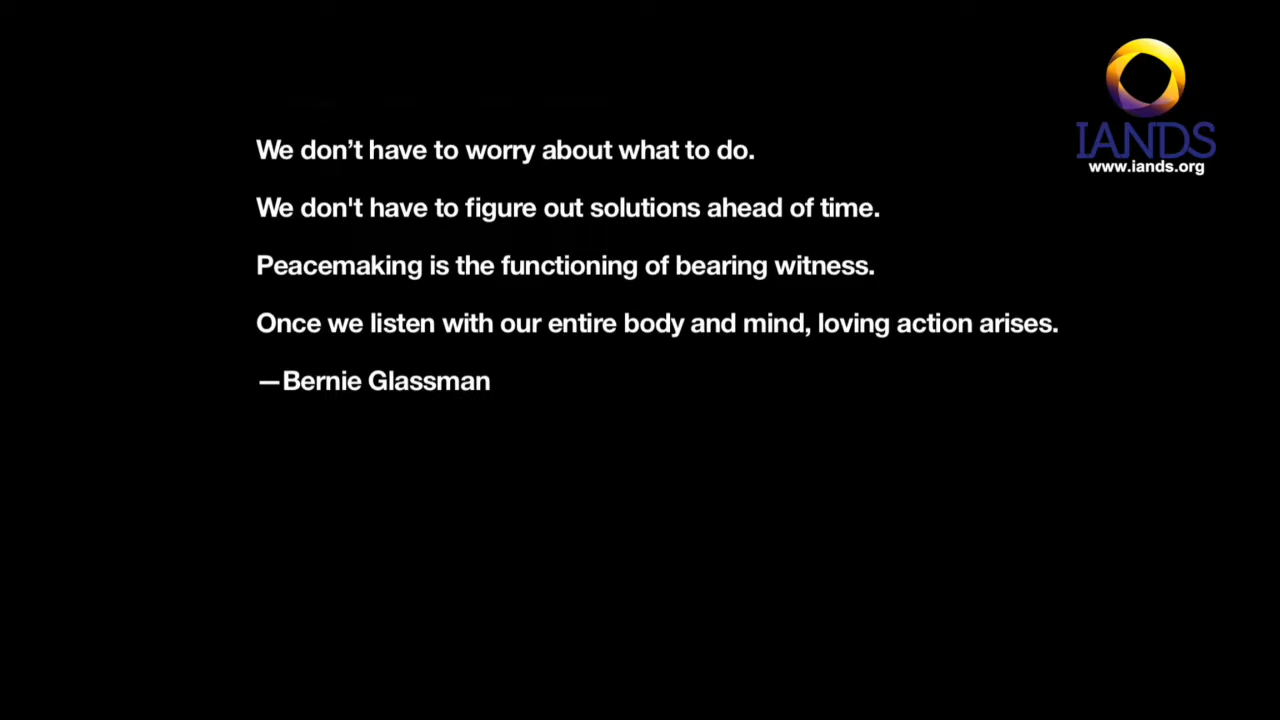 We don’t have to worry about what to do.
We don't have to figure out solutions ahead of time.
Peacemaking is the functioning of bearing witness.
Once we listen with our entire body and mind, loving action arises.
—Bernie Glassman
IANDS
www.iands.org